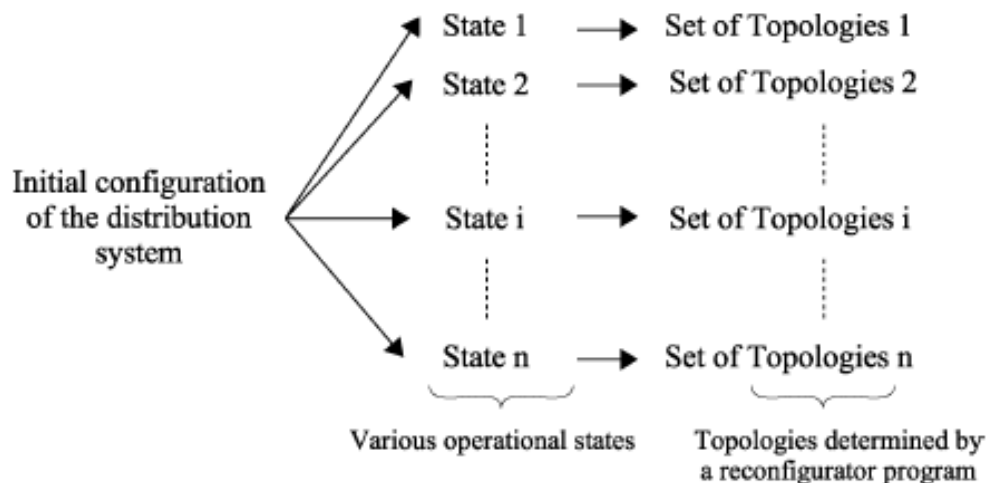 State 1
Set of Topologies 1
State 2
Set of Topologies 2
Initial configuration
of the distribution
system
State i
Set of Topologies i
State n
Set of Topologies n
Various operational states
Topologies determined by
a reconfigurator program